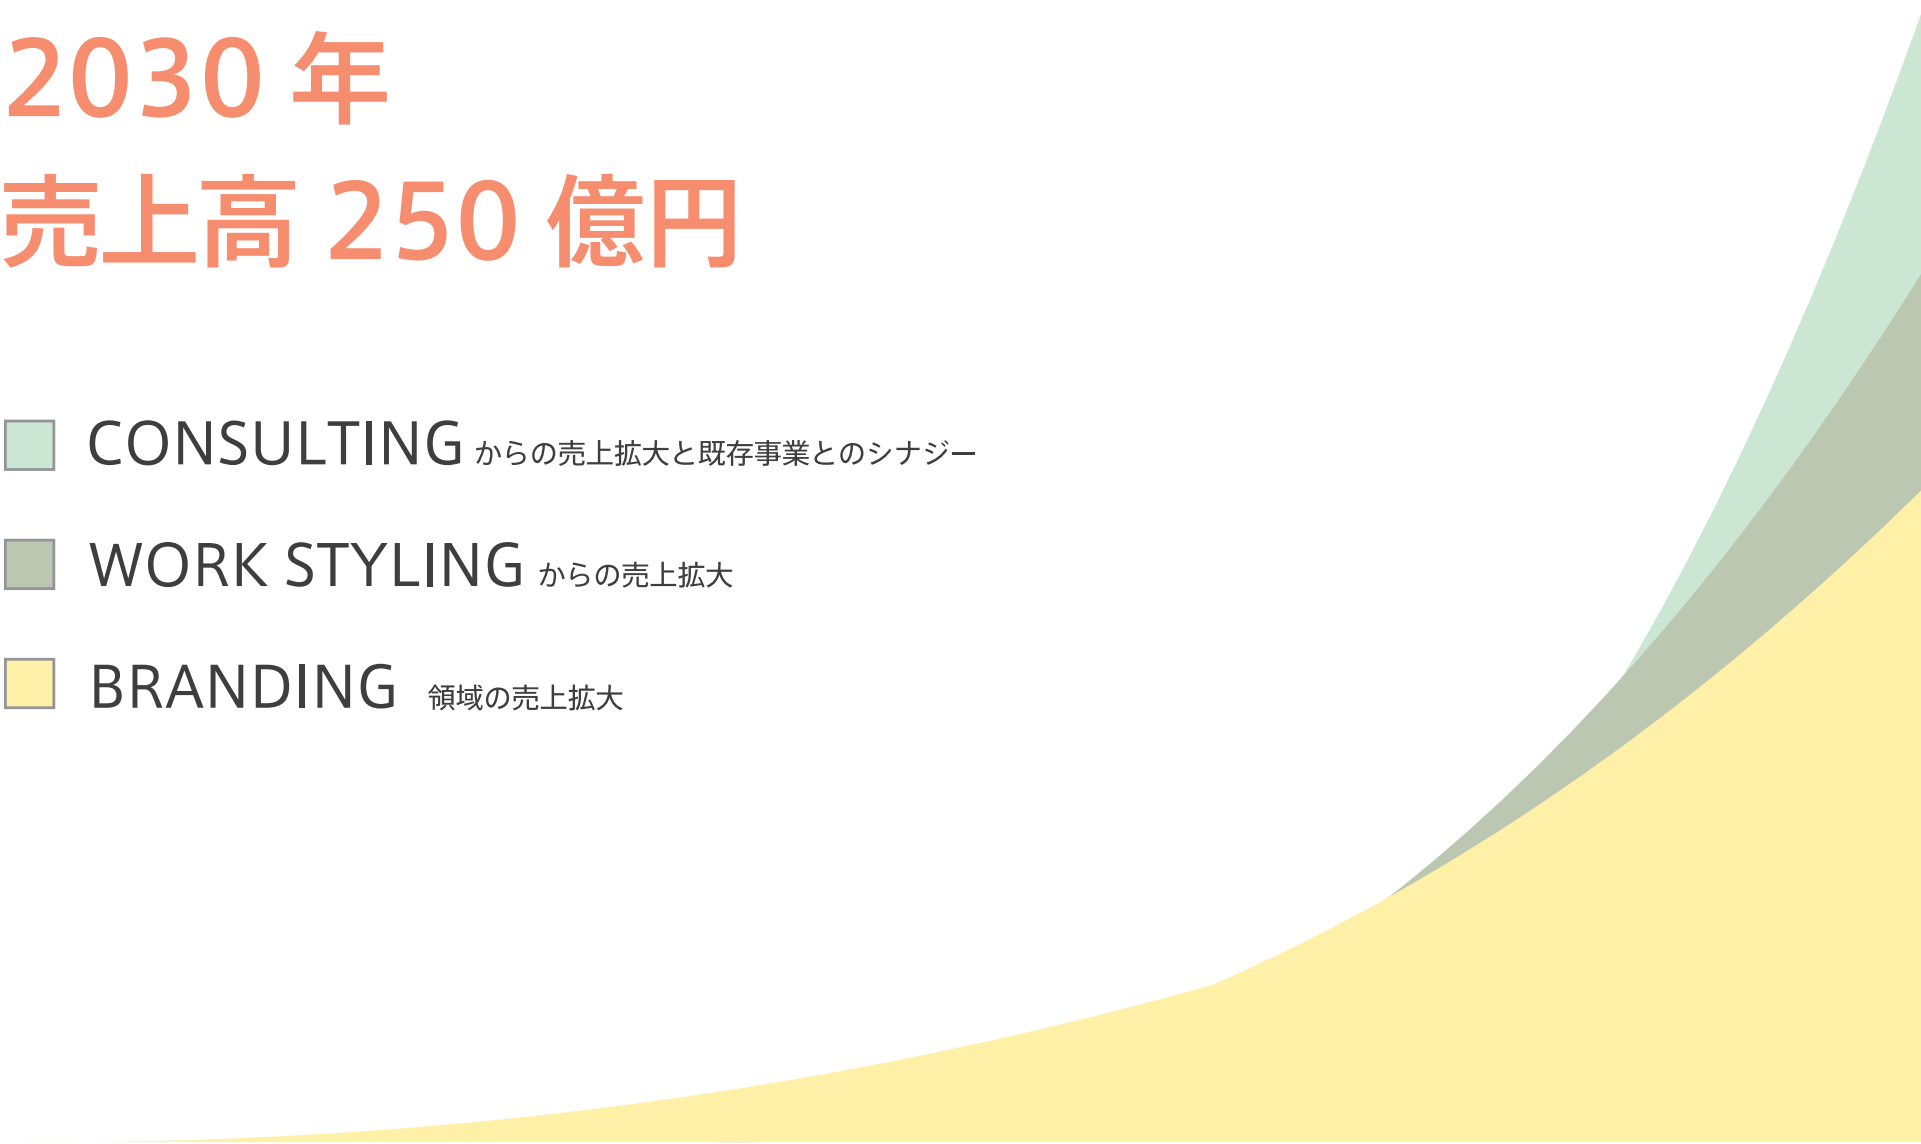 2030 年
売上高 250 億円
CONSULTING からの売上拡大と既存事業とのシナジー
WORK STYLING からの売上拡大
BRANDING 領域の売上拡大